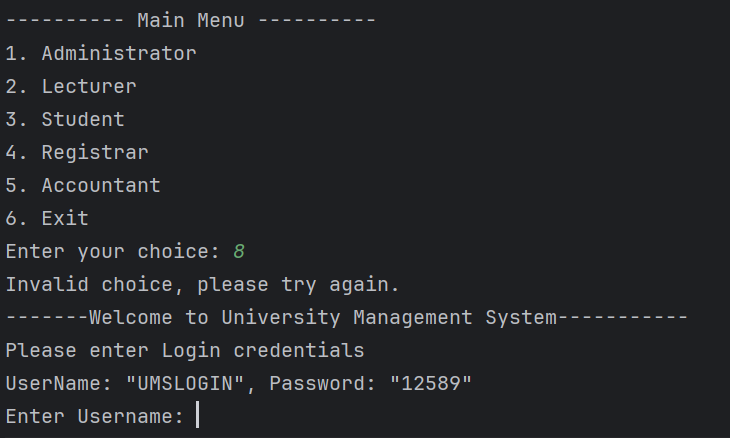 ---------- Main Menu ----------
1. Administrator
2. Lecturer
3. Student
4. Registrar
5. Accountant
6. Exit
Enter your choice: 8
Invalid choice, please try again.
-------Welcome to University Management System-----------
Please enter Login credentials
UserName: "UMSLOGIN", Password: "12589"
Enter Username: